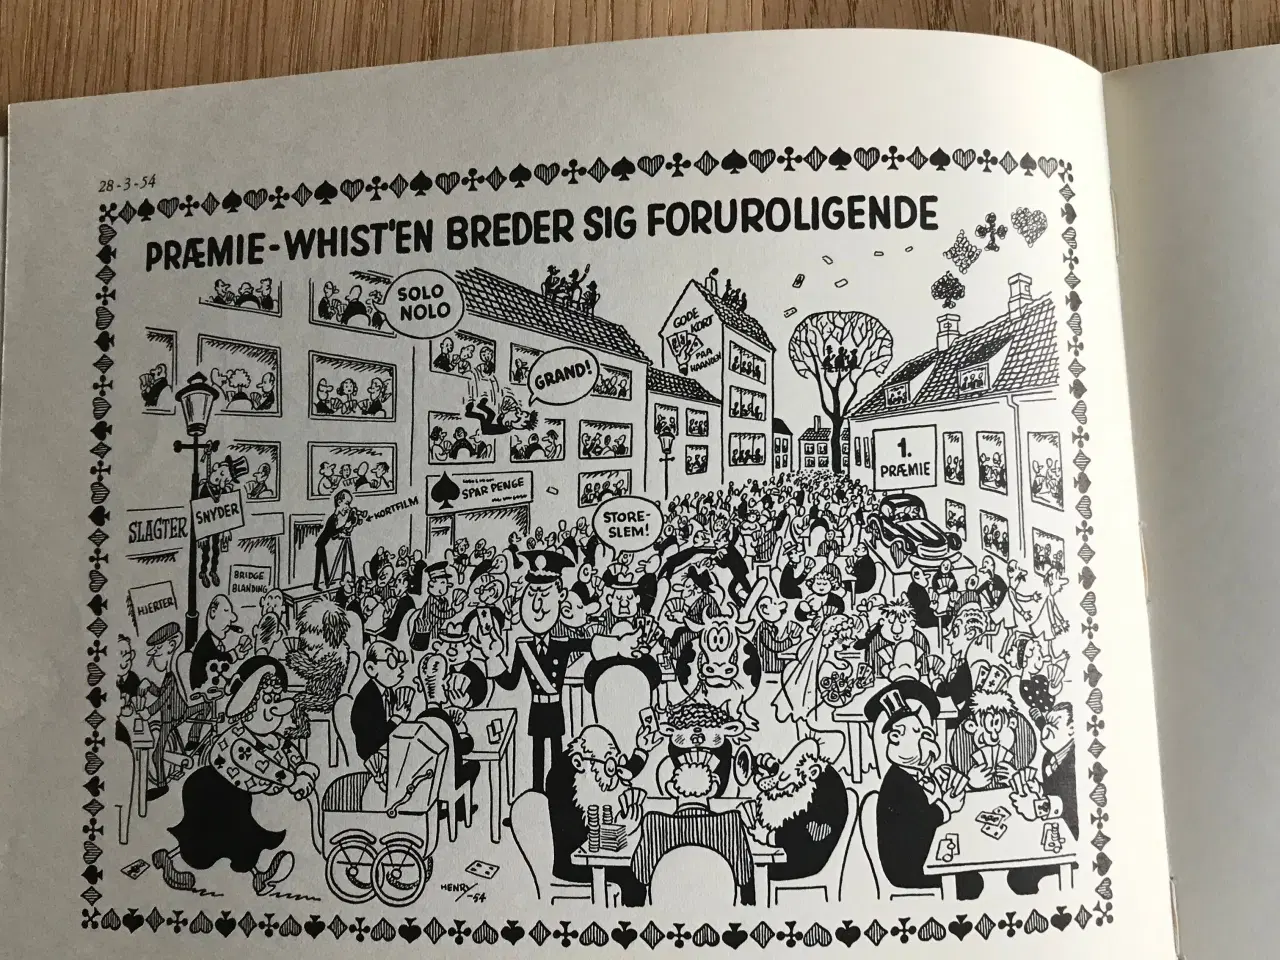 28-3-54
PRÆMIE-WHIST'EN BREDER SIG FORUROLIGENDE
SOLO
NOLO
GRAND!
GODE
KORT
PAA
HAANDEN
1.
PRÆMIE
SPAR PENGE
KORTFILM
SLAGTER
SNYDER
STORE-
SLEM!
BRIDGE
BLANDING
HJERTER
HENRY
-54